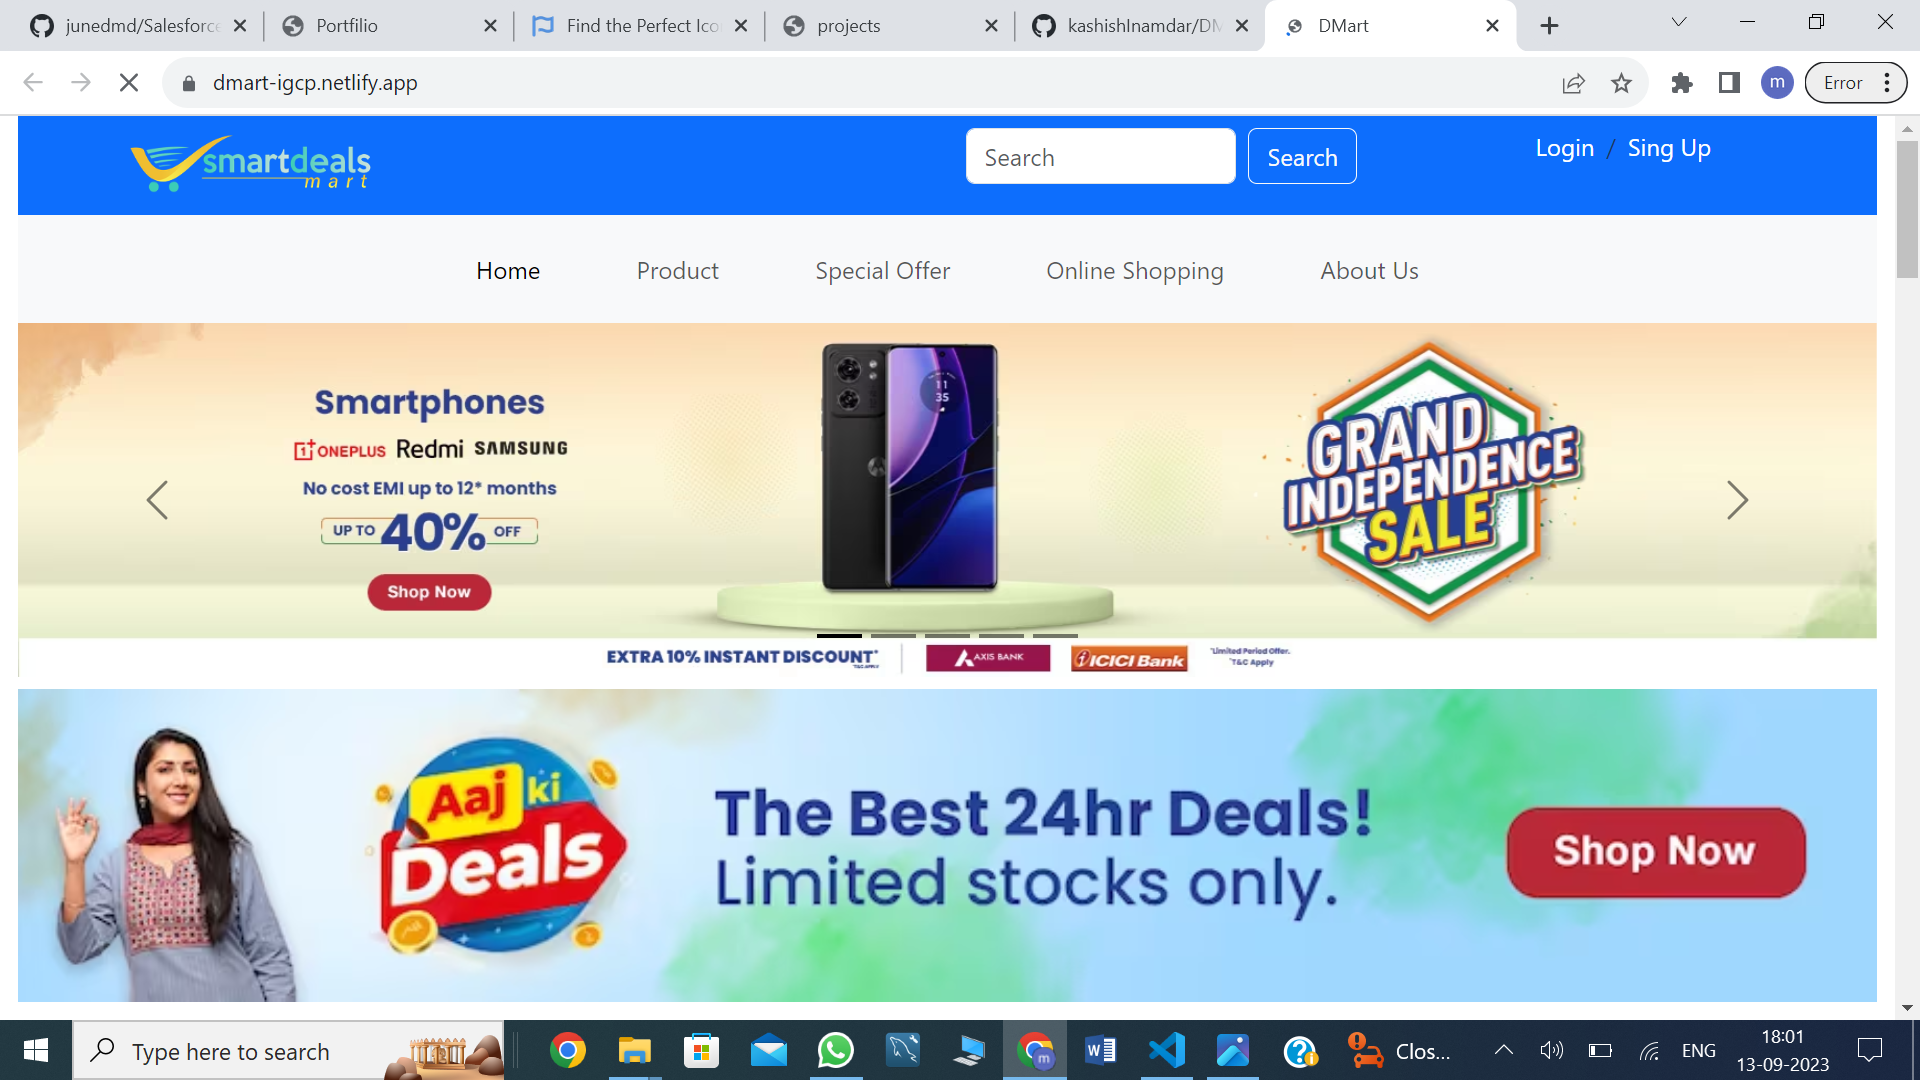 junedmd/Salesforce
Portfilio
Find the Perfect Ico
projects
kashishInamdar/DM
DMart
dmart-igcp.netlify.app
m
Error
smartdeals
mart
Search
Search
Login / Sing Up
Home
Product
Special Offer
Online Shopping
About Us
Smartphones
ONEPLUS Redmi SAMSUNG
No cost EMI up to 12* months
UP TO 40% OFF
Shop Now
11
35
GRAND
INDEPENDENCE
SALE
EXTRA 10% INSTANT DISCOUNT*
*T&C APPLY
AXIS BANK
ICICI Bank
*Limited Period Offer.
*T&C Apply
Aaj ki
Deals
The Best 24hr Deals!
Limited stocks only.
Shop Now
Type here to search
m
Clos...
ENG
18:01
13-09-2023